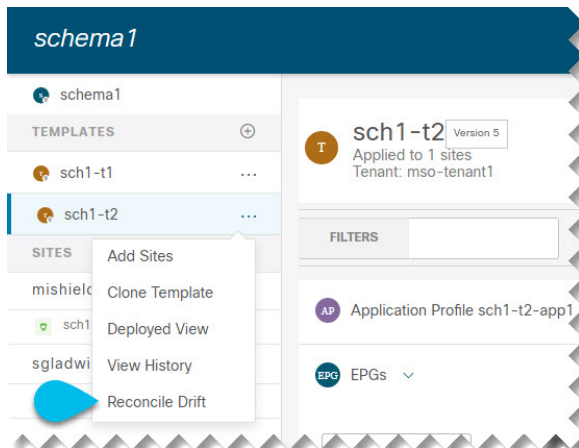 schema1
schema1
TEMPLATES
sch1-t1
sch1-t2
SITES
mishield
sch1
sgladwi
Add Sites
Clone Template
Deployed View
View History
Reconcile Drift
T
sch1-t2
Version 5
Applied to 1 sites
Tenant: mso-tenant1
FILTERS
AP
Application Profile sch1-t2-app1
EPG
EPGs